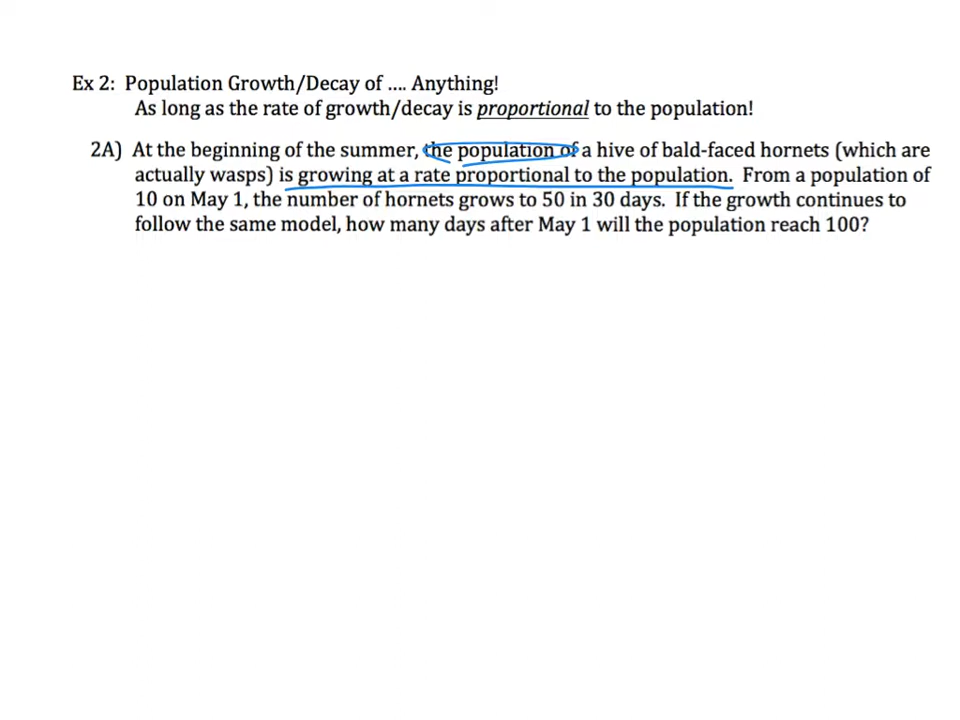 Ex 2: Population Growth/Decay of .... Anything!
As long as the rate of growth/decay is proportional to the population!
2A) At the beginning of the summer, the population of a hive of bald-faced hornets (which are
actually wasps) is growing at a rate proportional to the population. From a population of
10 on May 1, the number of hornets grows to 50 in 30 days. If the growth continues to
follow the same model, how many days after May 1 will the population reach 100?